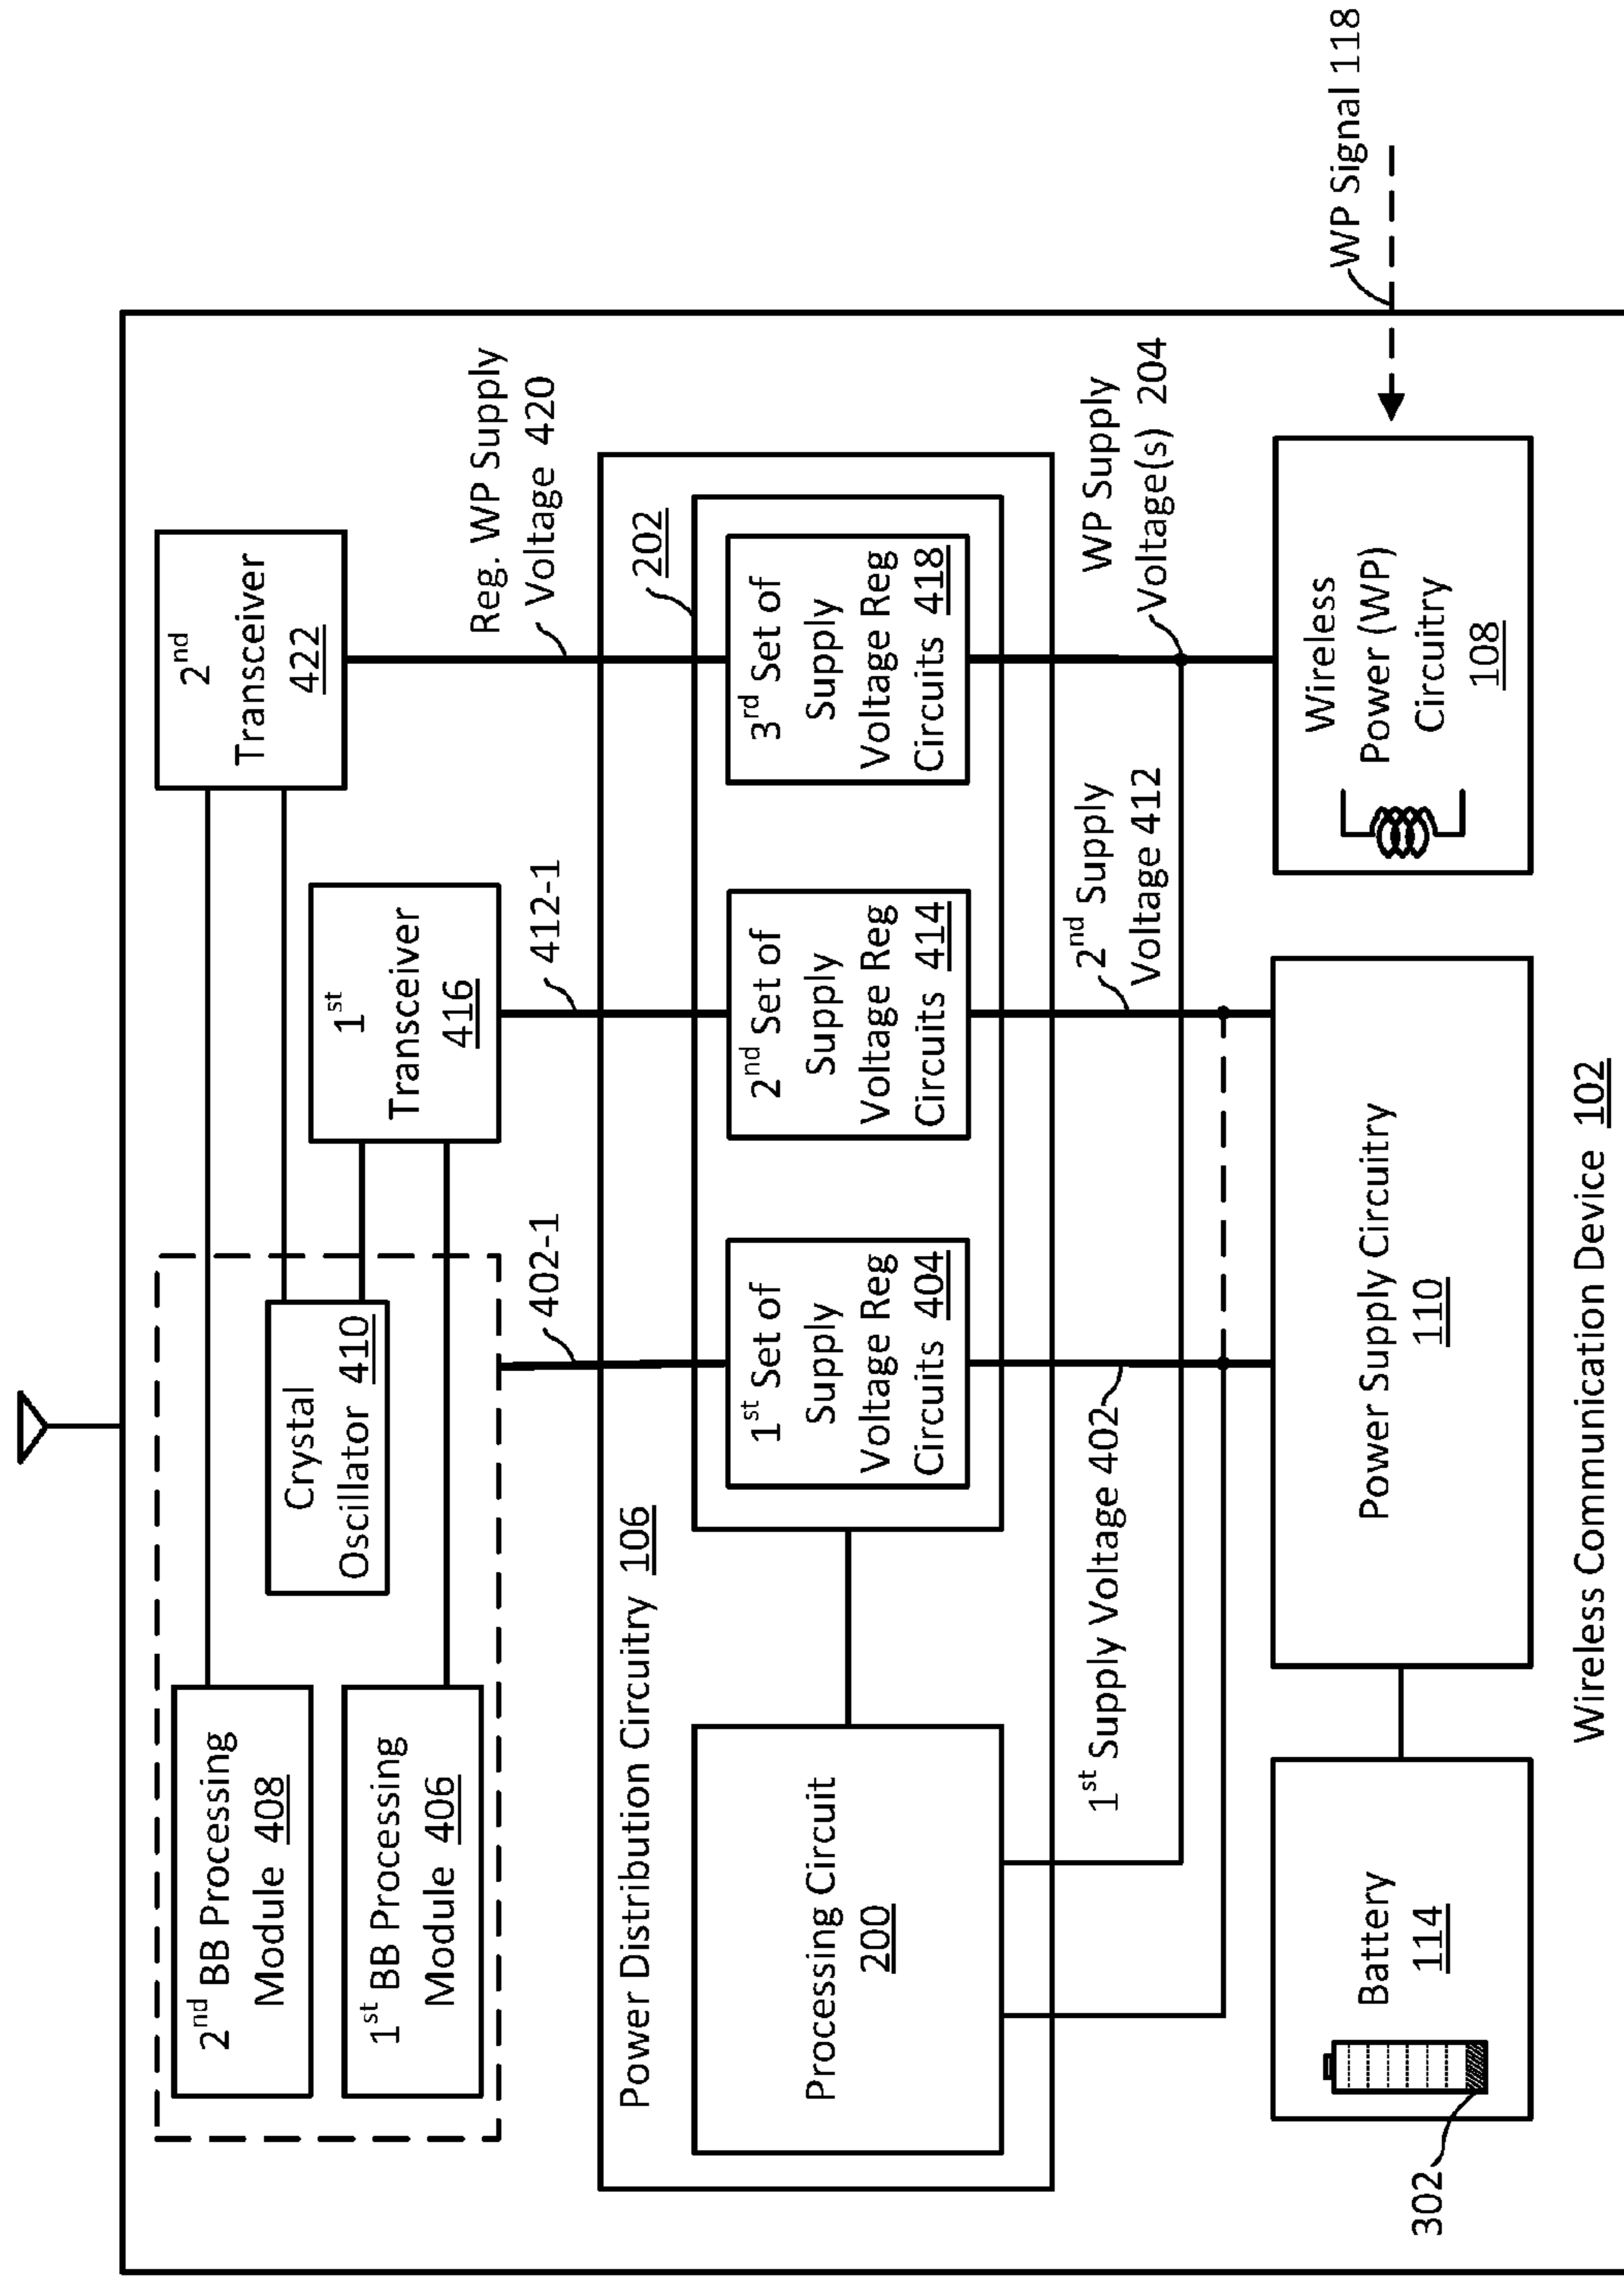 2nd BB Processing
Module 408
1st BB Processing
Module 406
Crystal
Oscillator 410
1st
Transceiver
416
2nd
Transceiver
422
402-1
412-1
Reg. WP Supply
Voltage 420
Power Distribution Circuitry 106
202
Processing Circuit
200
1st Set of
Supply
Voltage Reg
Circuits 404
2nd Set of
Supply
Voltage Reg
Circuits 414
3rd Set of
Supply
Voltage Reg
Circuits 418
1st Supply Voltage 402
2nd Supply
Voltage 412
WP Supply
Voltage(s) 204
302
Battery
114
Power Supply Circuitry
110
Wireless
Power (WP)
Circuitry
108
WP Signal 118
Wireless Communication Device 102